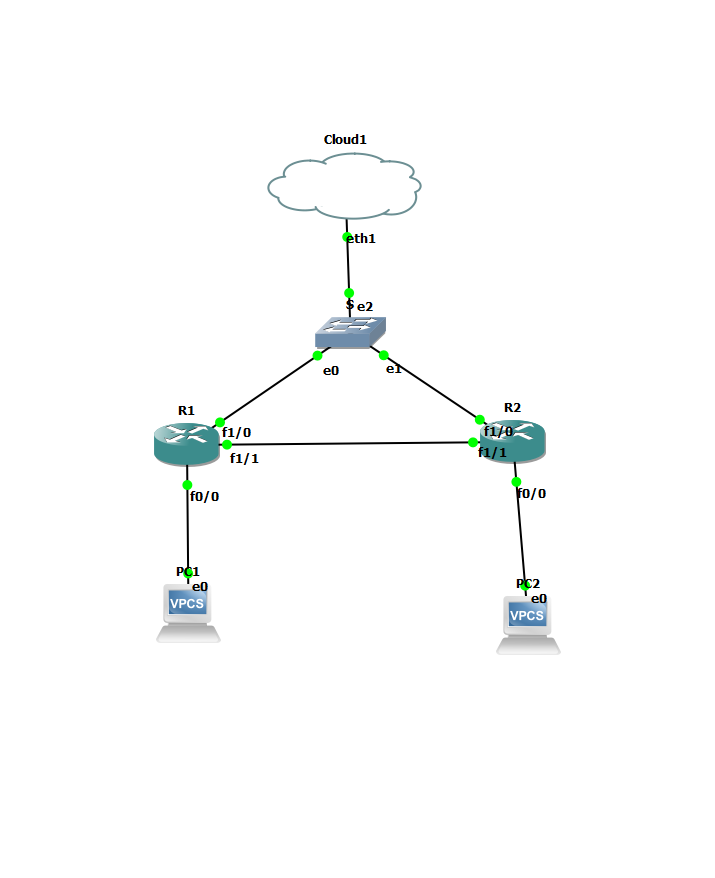 Cloud1
eth1
S
e2
e0
e1
R1
R2
f1/0
f1/0
f1/1
f1/1
f0/0
f0/0
PC1
e0
VPCS
PC2
e0
VPCS